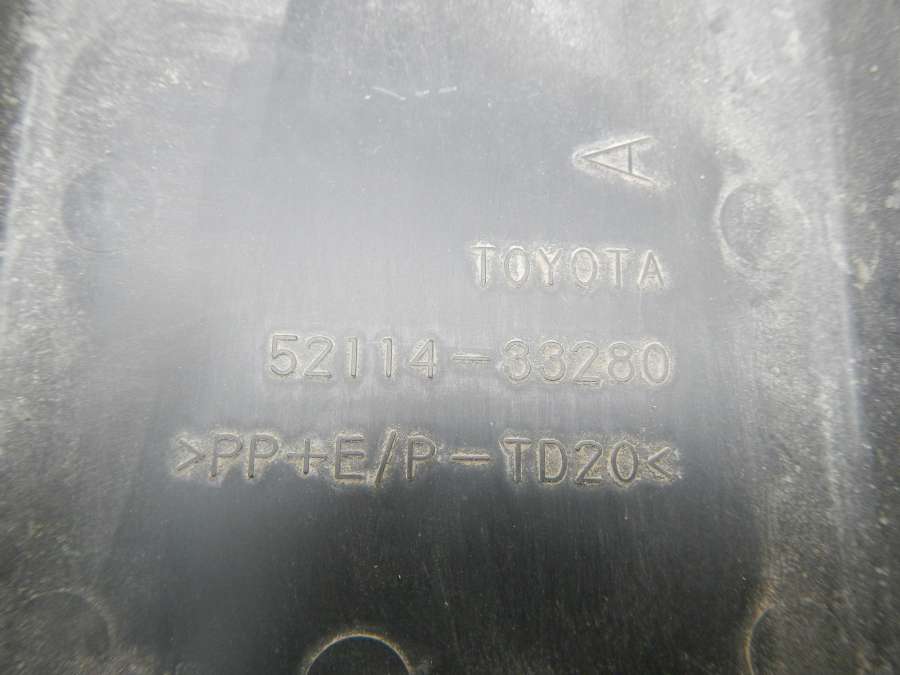 A
TOYOTA
52114-33280
>PP+E/P-TD20<